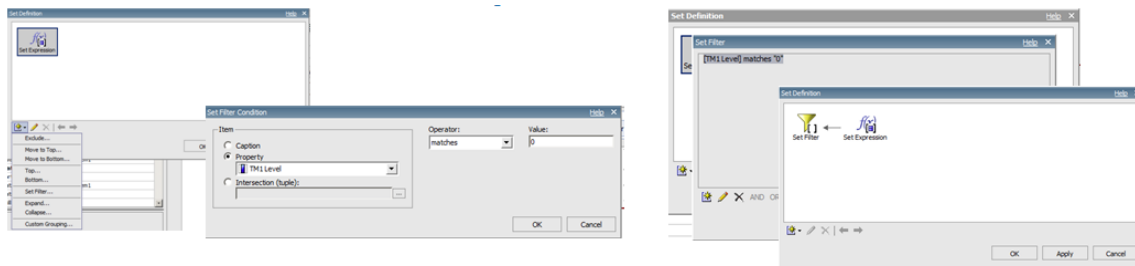 Set Definition Help
Set Expression
Exclude...
Move to Top...
Move to Bottom...
Top...
Bottom...
Set Filter...
Expand...
Collapse...
Custom Grouping...
Set Filter Condition Help
Item
Caption
Property
TM1 Level
Intersection (tuple):
Operator:
matches
Value:
0
OK Cancel
Set Definition Help
Set Filter Help
[TM1 Level] matches "0"
AND OR
Set Definition Help
Set Filter Set Expression
OK Apply Cancel